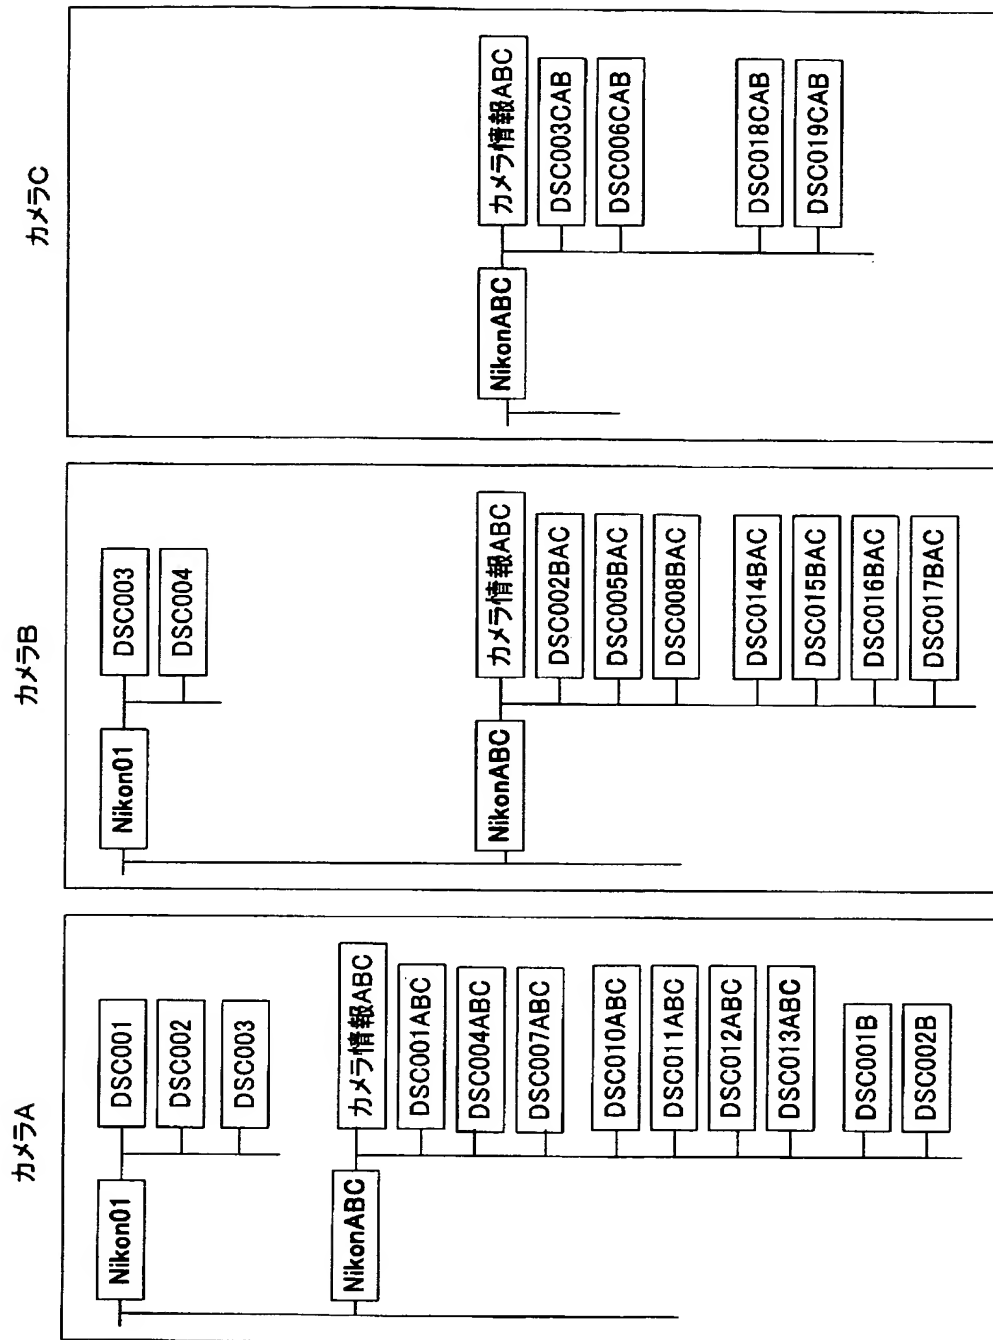 カメラA
Nikon01
DSC001
DSC002
DSC003
NikonABC
カメラ情報ABC
DSC001ABC
DSC004ABC
DSC007ABC
DSC010ABC
DSC011ABC
DSC012ABC
DSC013ABC
DSC001B
DSC002B
カメラB
Nikon01
DSC003
DSC004
NikonABC
カメラ情報ABC
DSC002BAC
DSC005BAC
DSC008BAC
DSC014BAC
DSC015BAC
DSC016BAC
DSC017BAC
カメラC
NikonABC
カメラ情報ABC
DSC003CAB
DSC006CAB
DSC018CAB
DSC019CAB